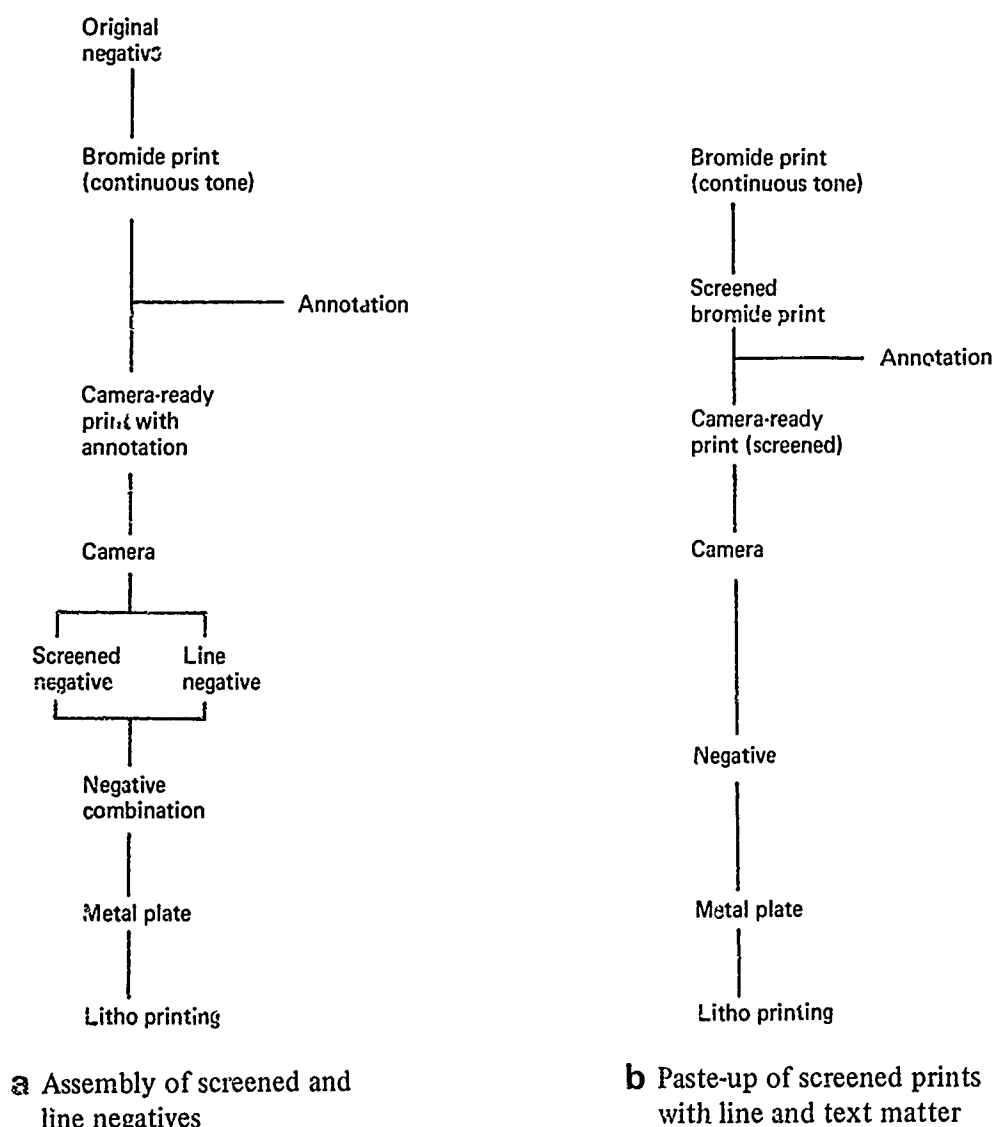 Original
negative
Bromide print
(continuous tone)
Annotation
Camera-ready
print with
annotation
Camera
Screened
negative
Line
negative
Negative
combination
Metal plate
Litho printing
a Assembly of screened and
line negatives
Bromide print
(continuous tone)
Screened
bromide print
Annotation
Camera-ready
print (screened)
Camera
Negative
Metal plate
Litho printing
b Paste-up of screened prints
with line and text matter